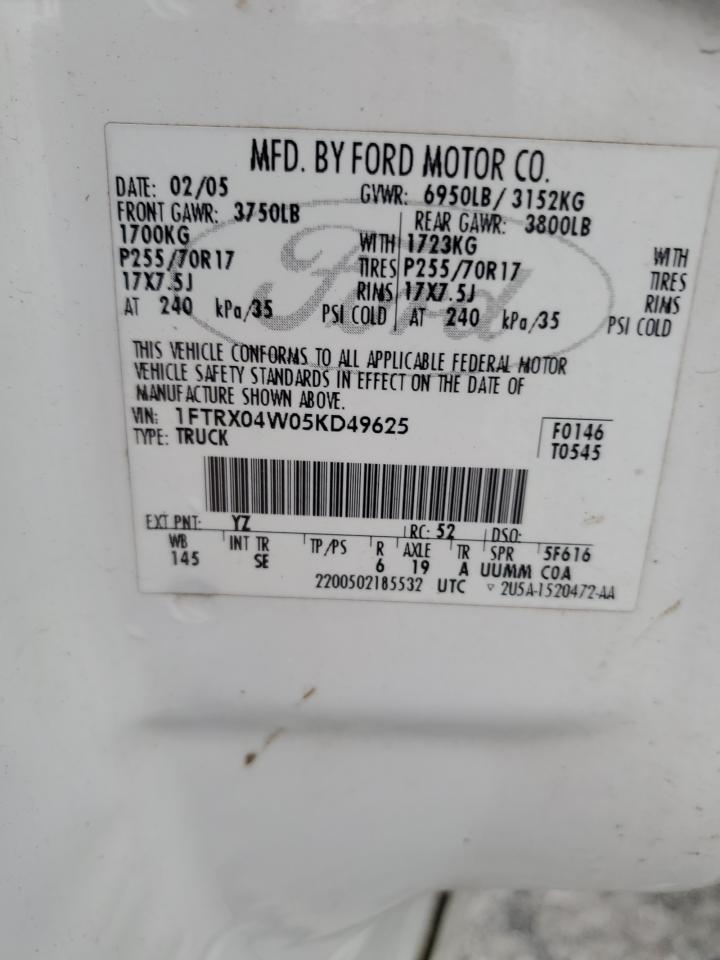 MFD. BY FORD MOTOR CO.
DATE: 02/05 GVWR: 6950LB / 3152KG
FRONT GAWR: 3750LB REAR GAWR: 3800LB
1700KG WITH 1723KG WITH
P255/70R17 TIRES P255/70R17 TIRES
17X7.5J RIMS 17X7.5J RIMS
AT 240 kPa/35 PSI COLD AT 240 kPa/35 PSI COLD
Ford
THIS VEHICLE CONFORMS TO ALL APPLICABLE FEDERAL MOTOR
VEHICLE SAFETY STANDARDS IN EFFECT ON THE DATE OF
MANUFACTURE SHOWN ABOVE.
VIN: 1FTRX04W05KD49625 F0146
TYPE: TRUCK T0545
EXT PNT: YZ RC: 52 DSO:
WB INT TR TP/PS R AXLE TR SPR 5F616
145 SE 6 19 A UUMM COA
2200502185532 UTC ▽ 2U5A-1520472-AA